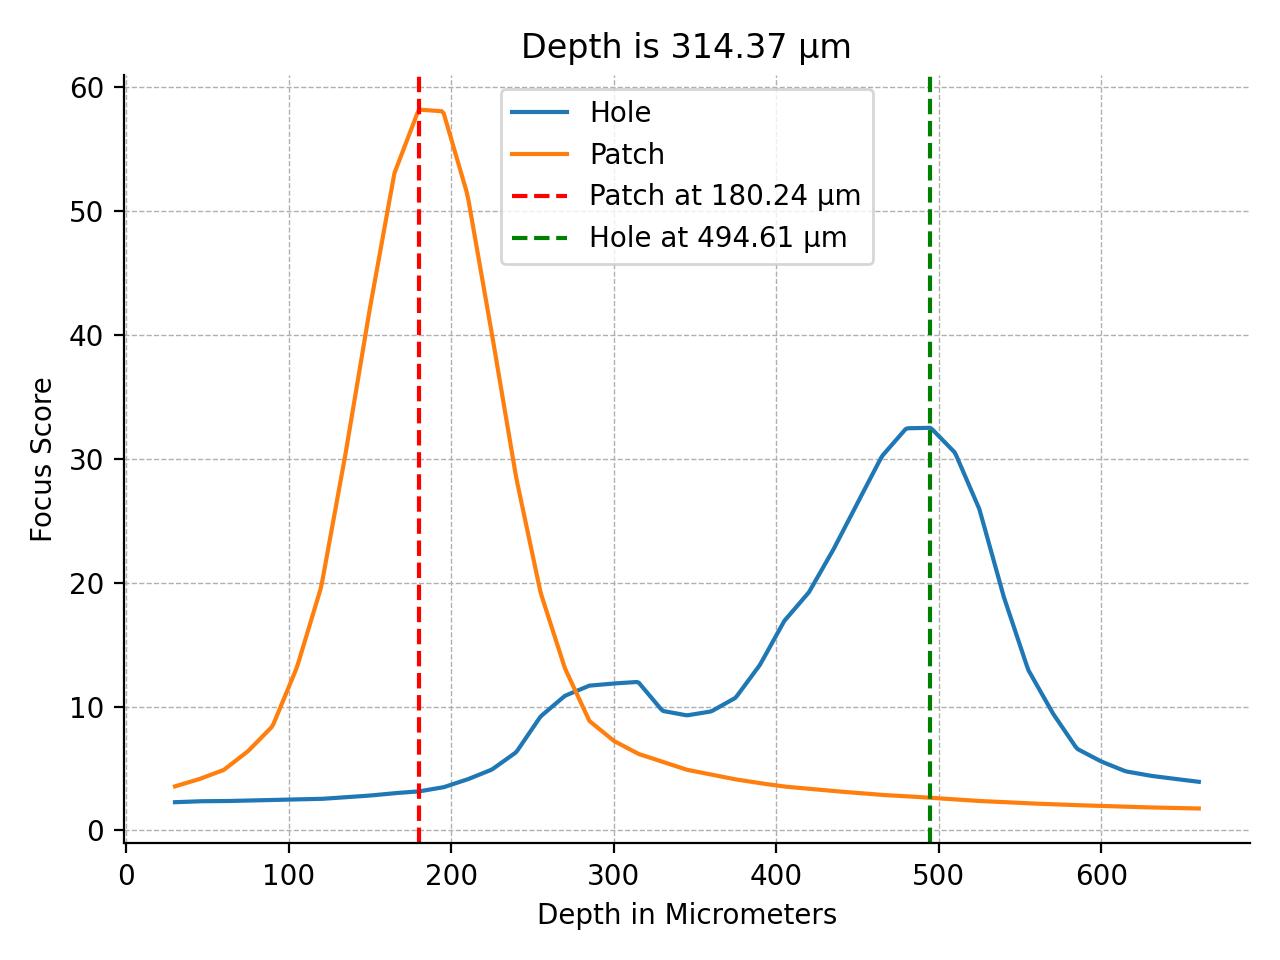 Depth is 314.37 µm
Hole
Patch
Patch at 180.24 µm
Hole at 494.61 µm
Focus Score
60
50
40
30
20
10
0
0 100 200 300 400 500 600
Depth in Micrometers